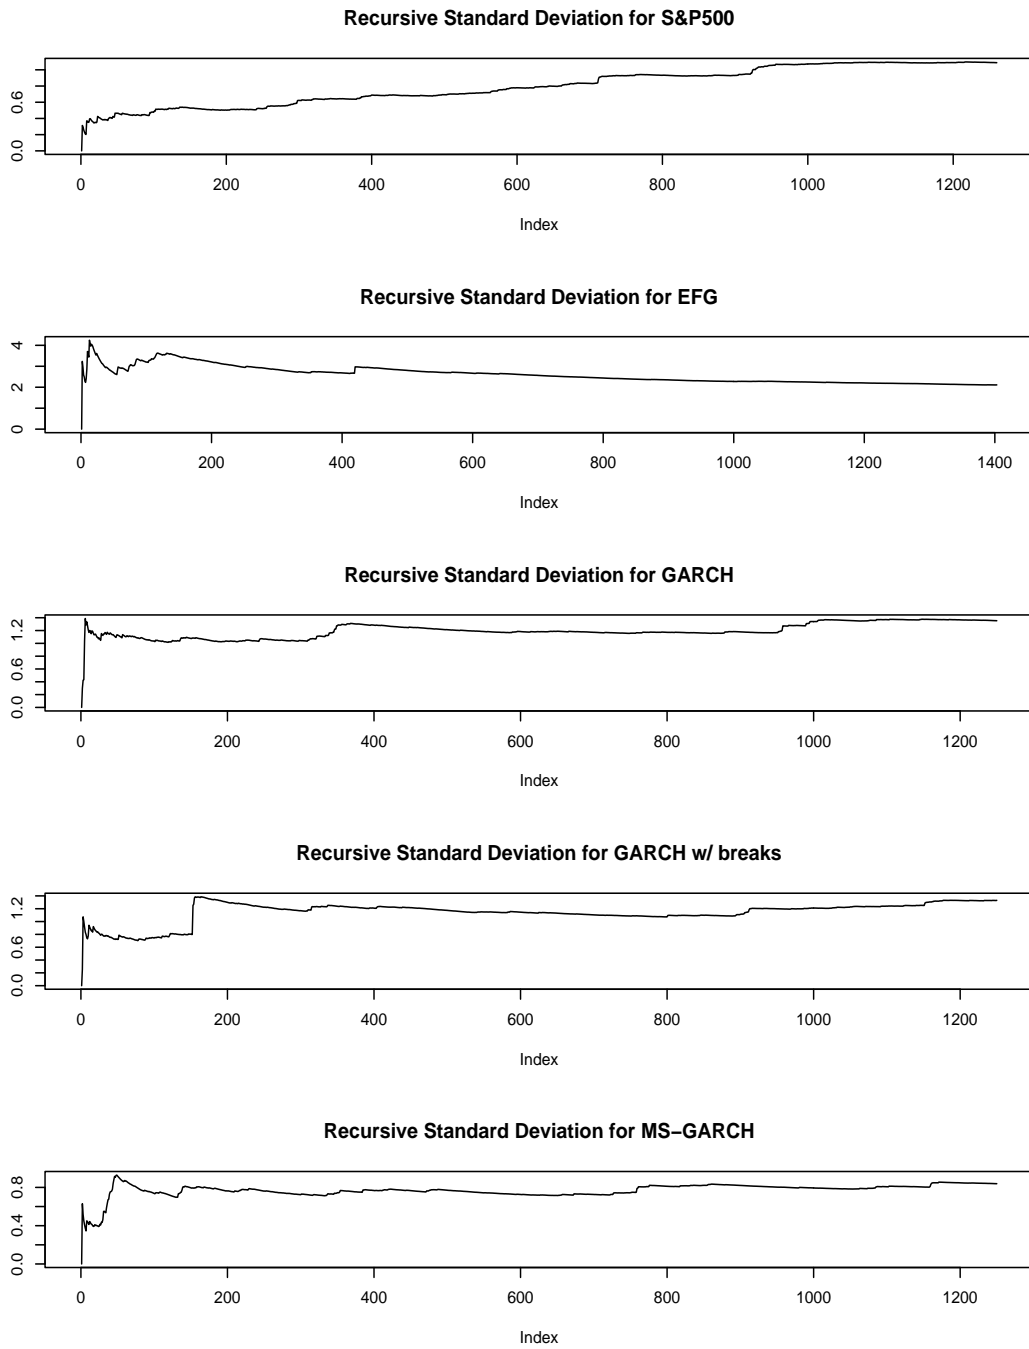 Recursive Standard Deviation for S&P500
0.0 0.6
0 200 400 600 800 1000 1200
Index
Recursive Standard Deviation for EFG
0 2 4
0 200 400 600 800 1000 1200 1400
Index
Recursive Standard Deviation for GARCH
0.0 0.6 1.2
0 200 400 600 800 1000 1200
Index
Recursive Standard Deviation for GARCH w/ breaks
0.0 0.6 1.2
0 200 400 600 800 1000 1200
Index
Recursive Standard Deviation for MS−GARCH
0.0 0.4 0.8
0 200 400 600 800 1000 1200
Index